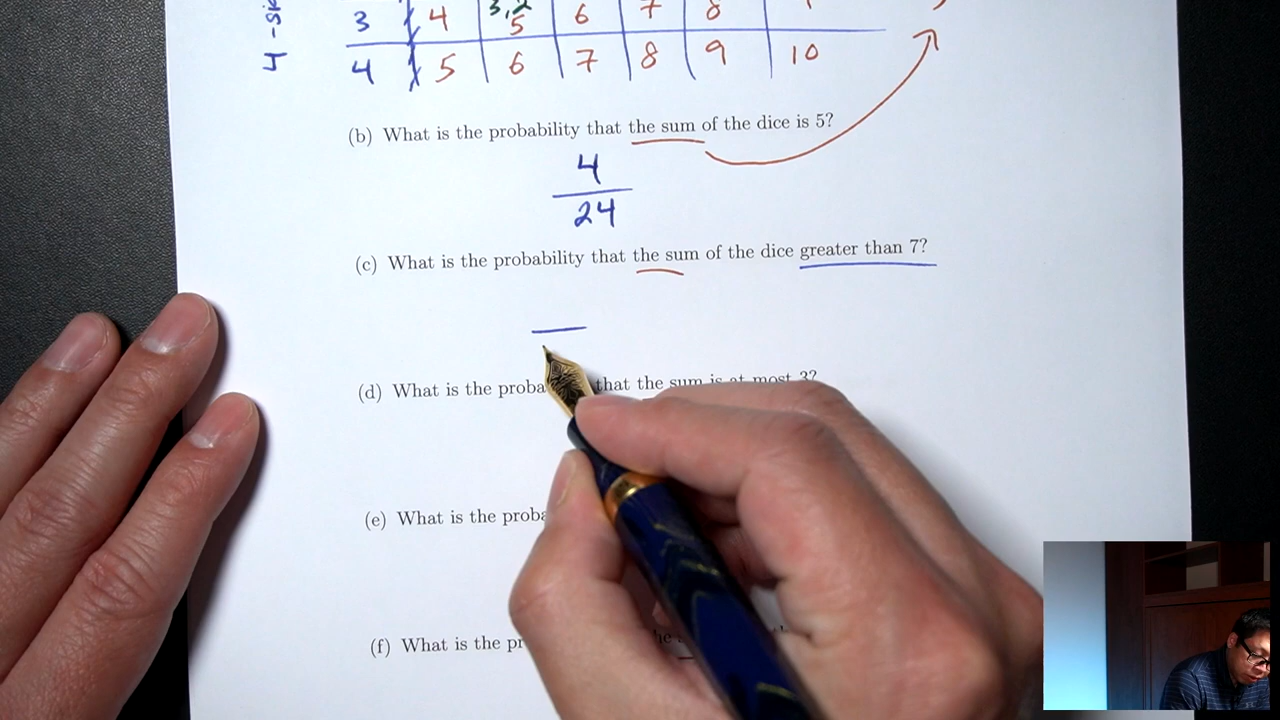 3 4 3,2 5 6 7 8
4 5 6 7 8 9 10
(b) What is the probability that the sum of the dice is 5?
4
24
(c) What is the probability that the sum of the dice greater than 7?
(d) What is the proba that the sum is at most 3?
(e) What is the proba
(f) What is the pr